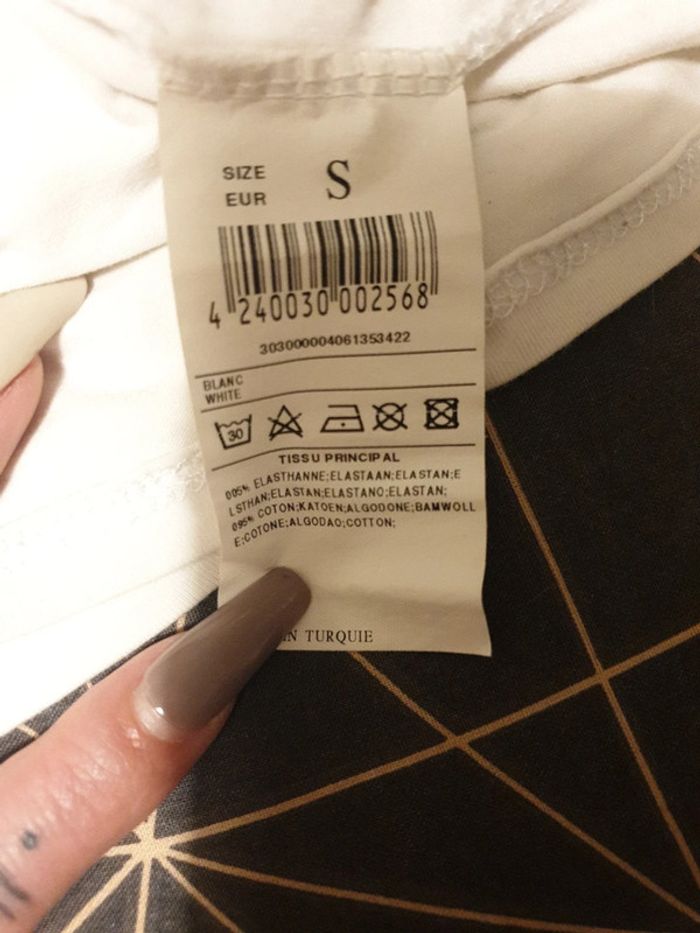 SIZE S
EUR
4 240030 002568
303000004061353422
BLANC
WHITE
30
TISSU PRINCIPAL
005% ELASTHANNE;ELASTAAN;ELASTAN;E
LSTHAN;ELASTAN;ELASTANO;ELASTAN;
095% COTON;KATOEN;ALGODONE;BAMWOLL
E;COTONE;ALGODAO;COTTON;
IN TURQUIE